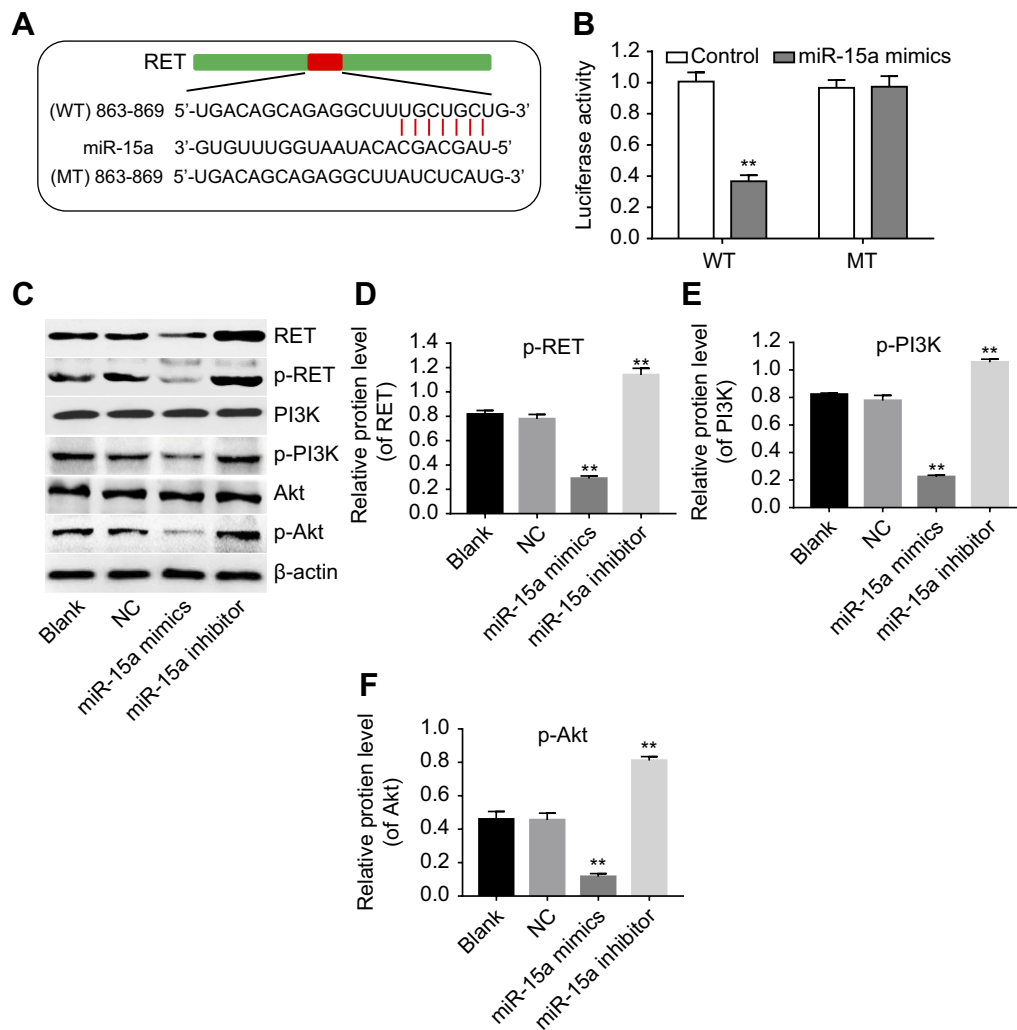 A
RET
(WT) 863-869 5’-UGACAGCAGAGGCUUUGCUGCUG-3’
miR-15a 3’-GUGUUUGGUAAUACACGACGAU-5’
(MT) 863-869 5’-UGACAGCAGAGGCUUAUCUCAUG-3’
B
Luciferase activity
1.2
1.0
0.8
0.6
0.4
0.2
0.0
Control
miR-15a mimics
**
WT
MT
C
RET
p-RET
PI3K
p-PI3K
Akt
p-Akt
β-actin
Blank
NC
miR-15a mimics
miR-15a inhibitor
D
Relative protien level
(of RET)
p-RET
1.4
1.2
1.0
0.8
0.6
0.4
0.2
0.0
**
**
Blank
NC
miR-15a mimics
miR-15a inhibitor
E
Relative protien level
(of PI3K)
p-PI3K
1.2
1.0
0.8
0.6
0.4
0.2
0.0
**
**
Blank
NC
miR-15a mimics
miR-15a inhibitor
F
Relative protien level
(of Akt)
p-Akt
1.0
0.8
0.6
0.4
0.2
0.0
**
**
Blank
NC
miR-15a mimics
miR-15a inhibitor